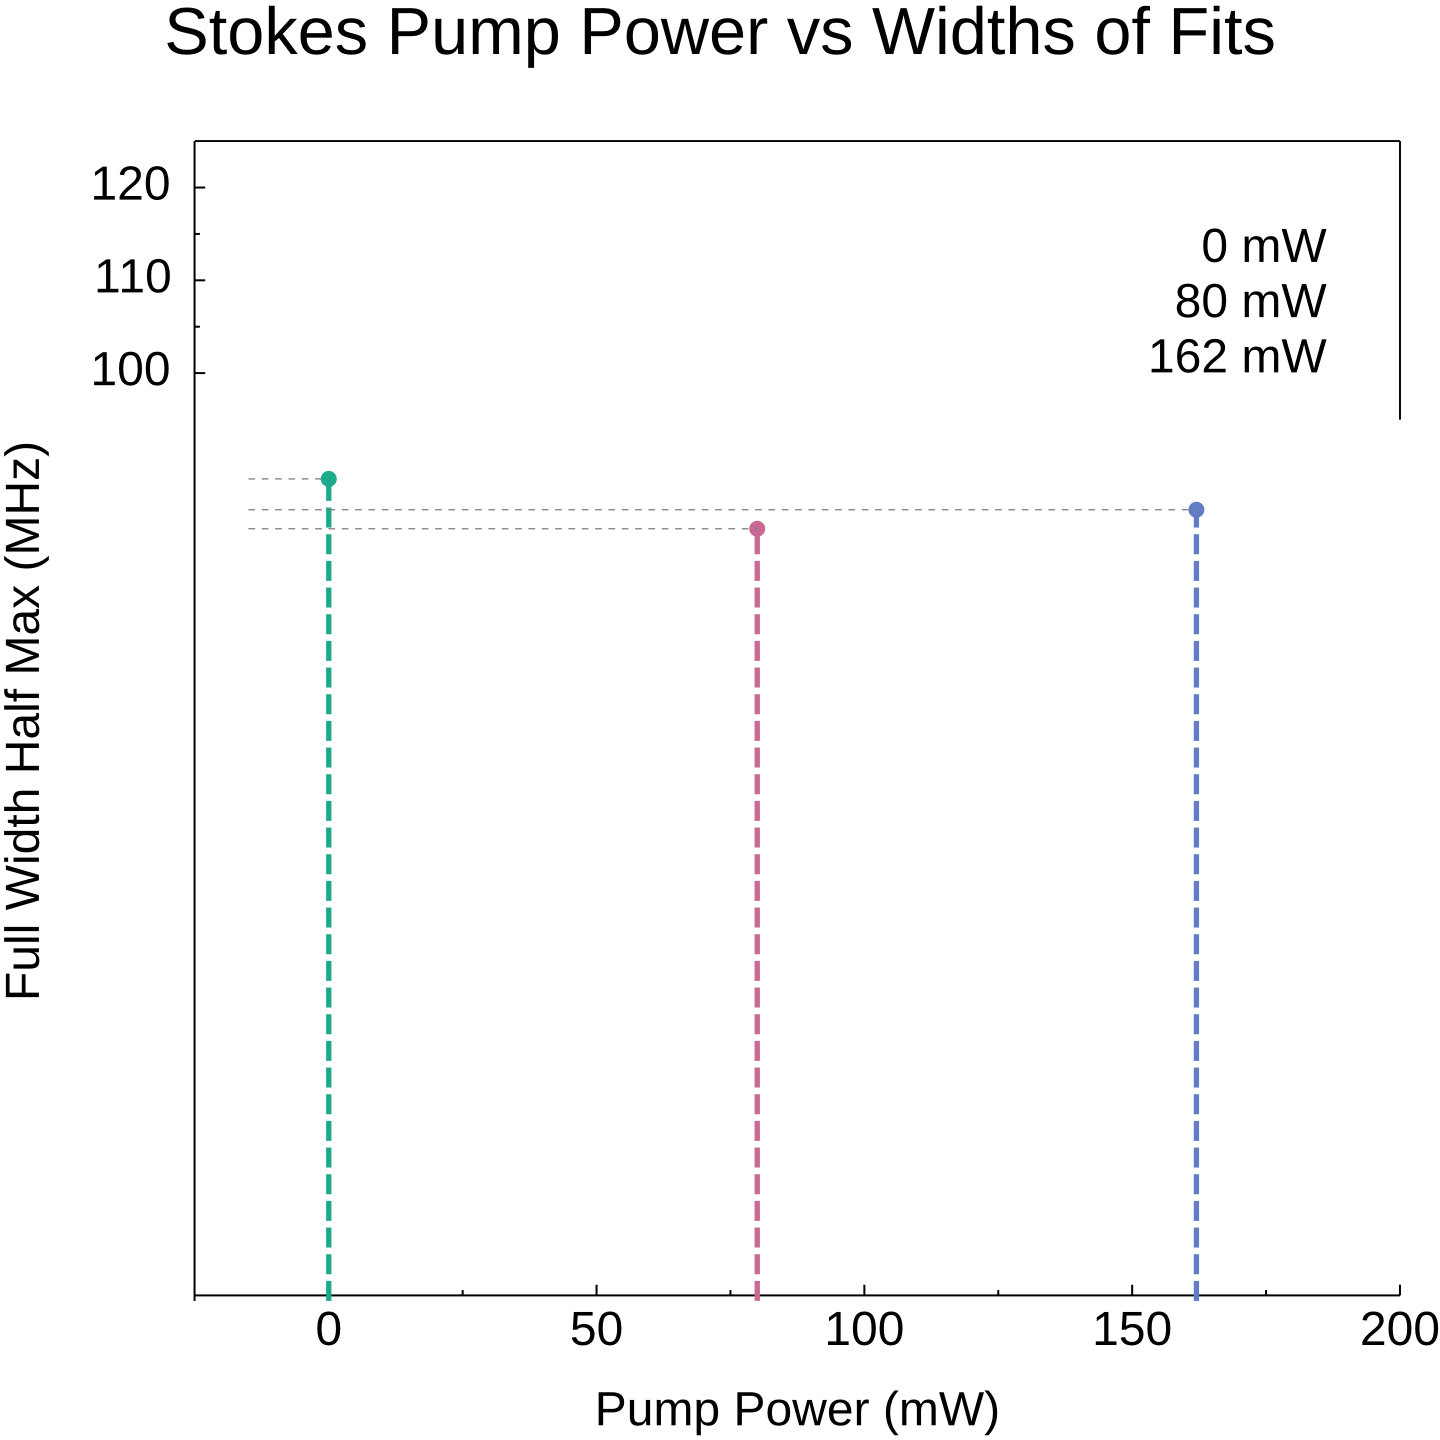 Stokes Pump Power vs Widths of Fits
120
110
100
0 mW
80 mW
162 mW
Full Width Half Max (MHz)
0 50 100 150 200
Pump Power (mW)